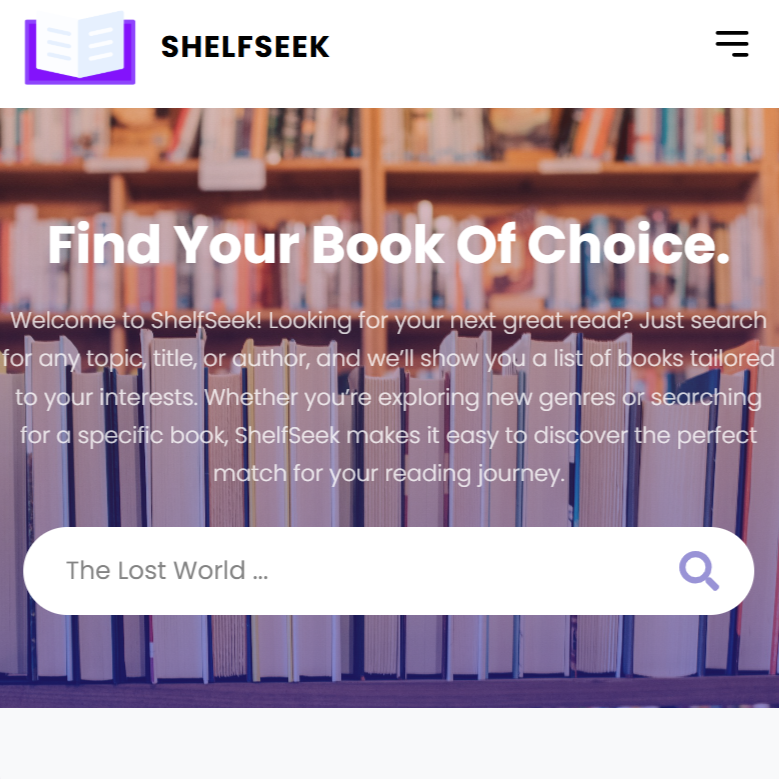 SHELFSEEK
Find Your Book Of Choice.
Welcome to ShelfSeek! Looking for your next great read? Just search
for any topic, title, or author, and we’ll show you a list of books tailored
to your interests. Whether you’re exploring new genres or searching
for a specific book, ShelfSeek makes it easy to discover the perfect
match for your reading journey.
The Lost World ...